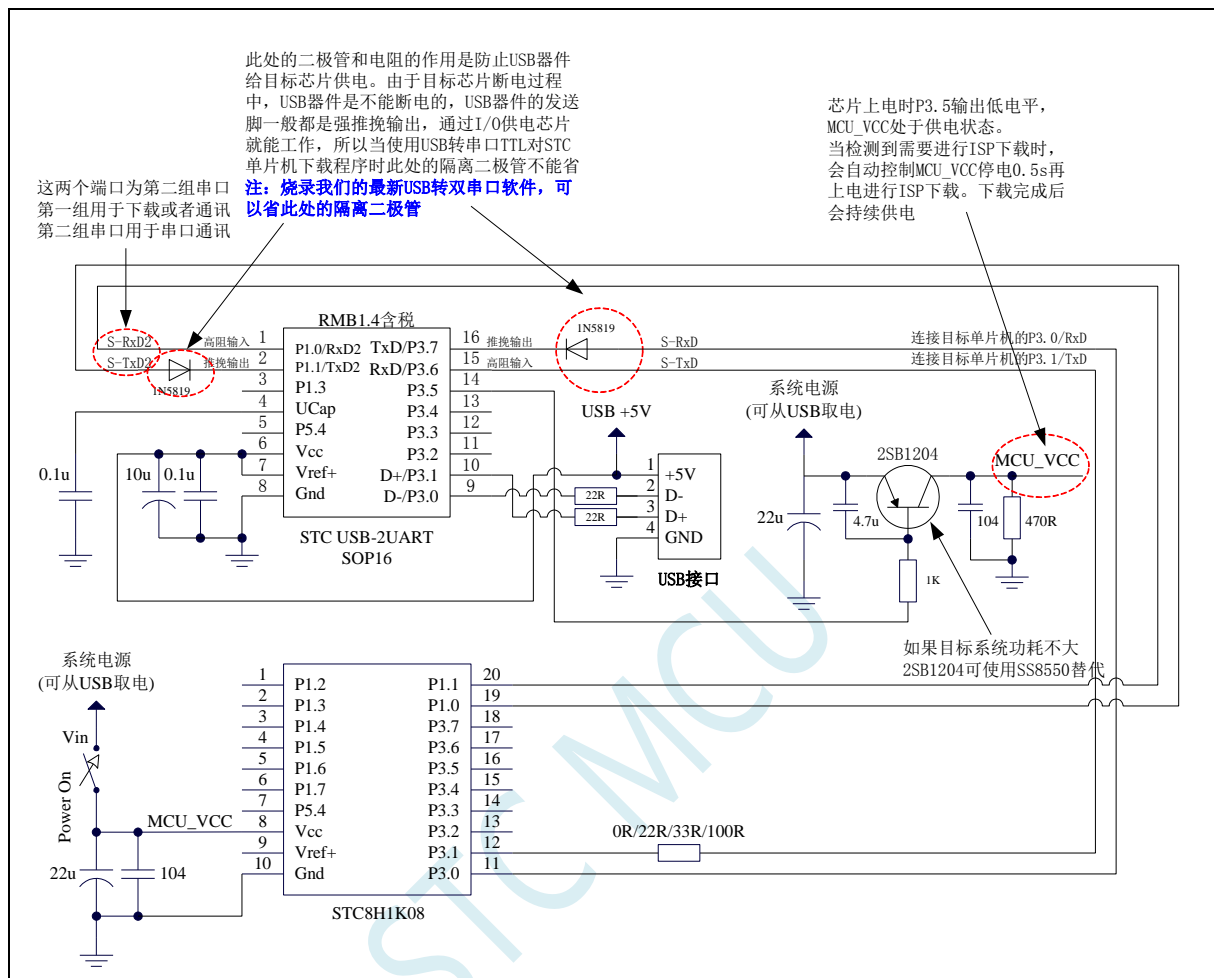 此处的二极管和电阻的作用是防止USB器件
给目标芯片供电。由于目标芯片断电过程
中，USB器件是不能断电的，USB器件的发送
脚一般都是强推挽输出，通过I/O供电芯片
就能工作，所以当使用USB转串口TTL对STC
单片机下载程序时此处的隔离二极管不能省
注：烧录我们的最新USB转双串口软件，可
以省此处的隔离二极管
芯片上电时P3.5输出低电平，
MCU_VCC处于供电状态。
当检测到需要进行ISP下载时，
会自动控制MCU_VCC停电0.5s再
上电进行ISP下载。下载完成后
会持续供电
这两个端口为第二组串口
第一组用于下载或者通讯
第二组串口用于串口通讯
RMB1.4含税
S-RxD2
高阻输入
1
P1.0/RxD2
TxD/P3.7
16
推挽输出
1N5819
S-RxD
连接目标单片机的P3.0/RxD
S-TxD2
1N5819
推挽输出
2
P1.1/TxD2
RxD/P3.6
15
高阻输入
S-TxD
连接目标单片机的P3.1/TxD
3
P1.3
P3.5
14
4
UCap
P3.4
13
5
P5.4
P3.3
12
6
Vcc
P3.2
11
7
Vref+
D+/P3.1
10
8
Gnd
D-/P3.0
9
0.1u
10u
0.1u
STC USB-2UART
SOP16
USB +5V
22R
22R
1
+5V
2
D-
3
D+
4
GND
USB接口
系统电源
(可从USB取电)
2SB1204
MCU_VCC
22u
4.7u
104
470R
1K
如果目标系统功耗不大
2SB1204可使用SS8550替代
系统电源
(可从USB取电)
Vin
Power On
MCU_VCC
22u
104
1
P1.2
P1.1
20
2
P1.3
P1.0
19
3
P1.4
P3.7
18
4
P1.5
P3.6
17
5
P1.6
P3.5
16
6
P1.7
P3.4
15
7
P5.4
P3.3
14
8
Vcc
P3.2
13
9
Vref+
P3.1
12
10
Gnd
P3.0
11
0R/22R/33R/100R
STC8H1K08
STC MCU